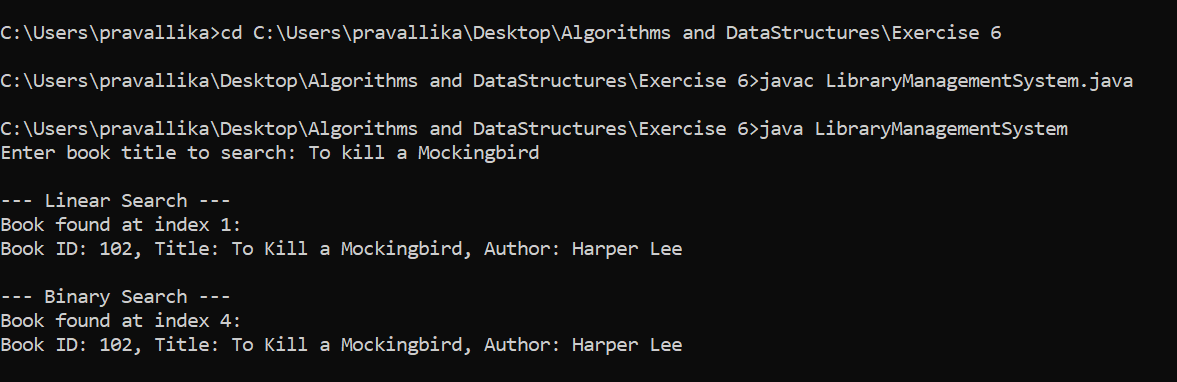 C:\Users\pravallika>cd C:\Users\pravallika\Desktop\Algorithms and DataStructures\Exercise 6
C:\Users\pravallika\Desktop\Algorithms and DataStructures\Exercise 6>javac LibraryManagementSystem.java
C:\Users\pravallika\Desktop\Algorithms and DataStructures\Exercise 6>java LibraryManagementSystem
Enter book title to search: To kill a Mockingbird
--- Linear Search ---
Book found at index 1:
Book ID: 102, Title: To Kill a Mockingbird, Author: Harper Lee
--- Binary Search ---
Book found at index 4:
Book ID: 102, Title: To Kill a Mockingbird, Author: Harper Lee